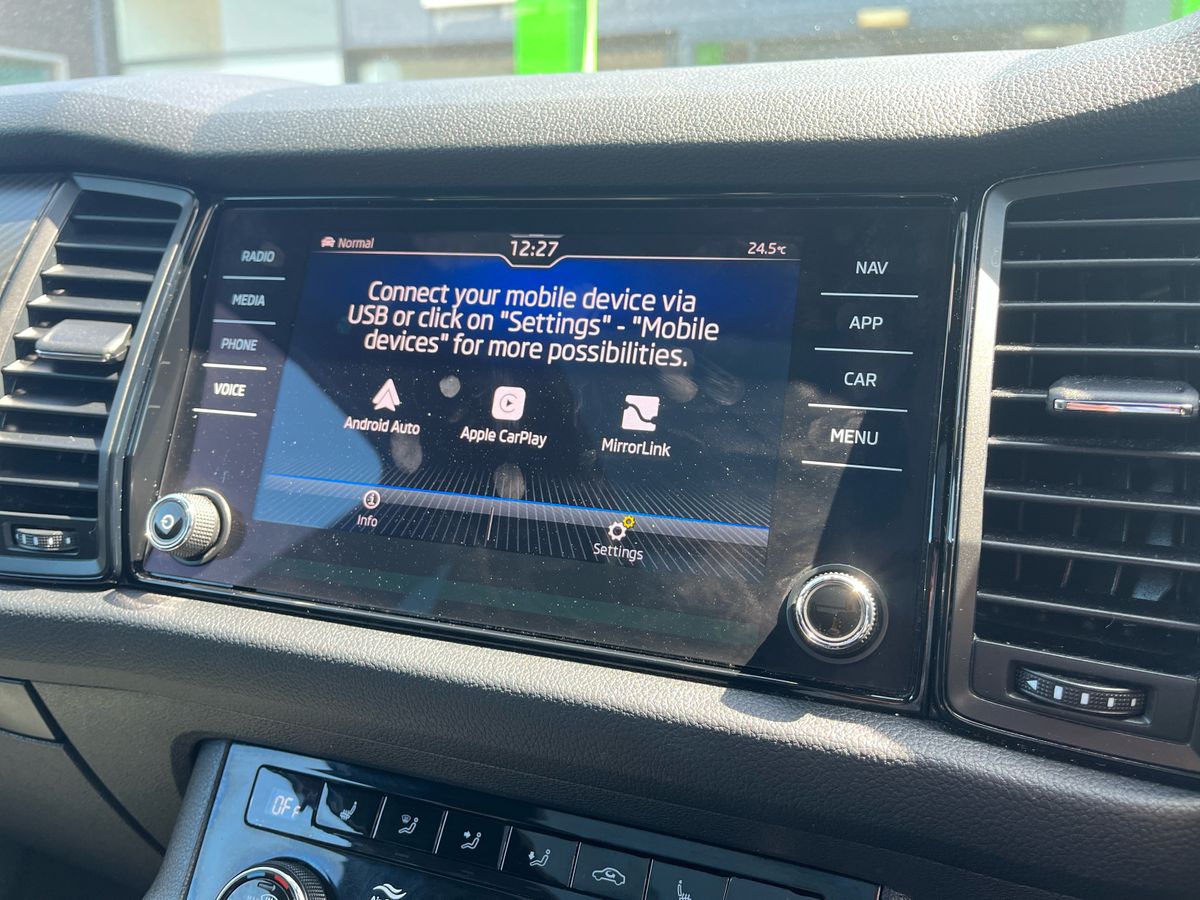 Normal
12:27
24.5°C
RADIO
MEDIA
PHONE
VOICE
Connect your mobile device via
USB or click on "Settings" - "Mobile
devices" for more possibilities.
Android Auto
Apple CarPlay
MirrorLink
Info
Settings
NAV
APP
CAR
MENU
OFF